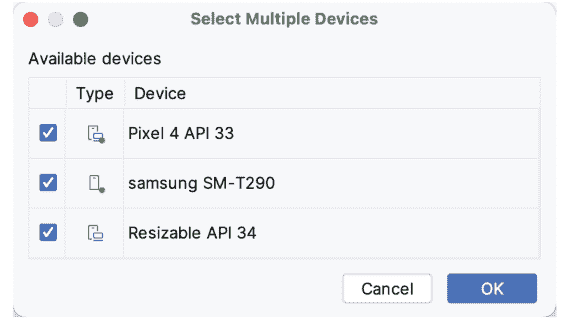 Select Multiple Devices
Available devices
Type Device
Pixel 4 API 33
samsung SM-T290
Resizable API 34
Cancel OK